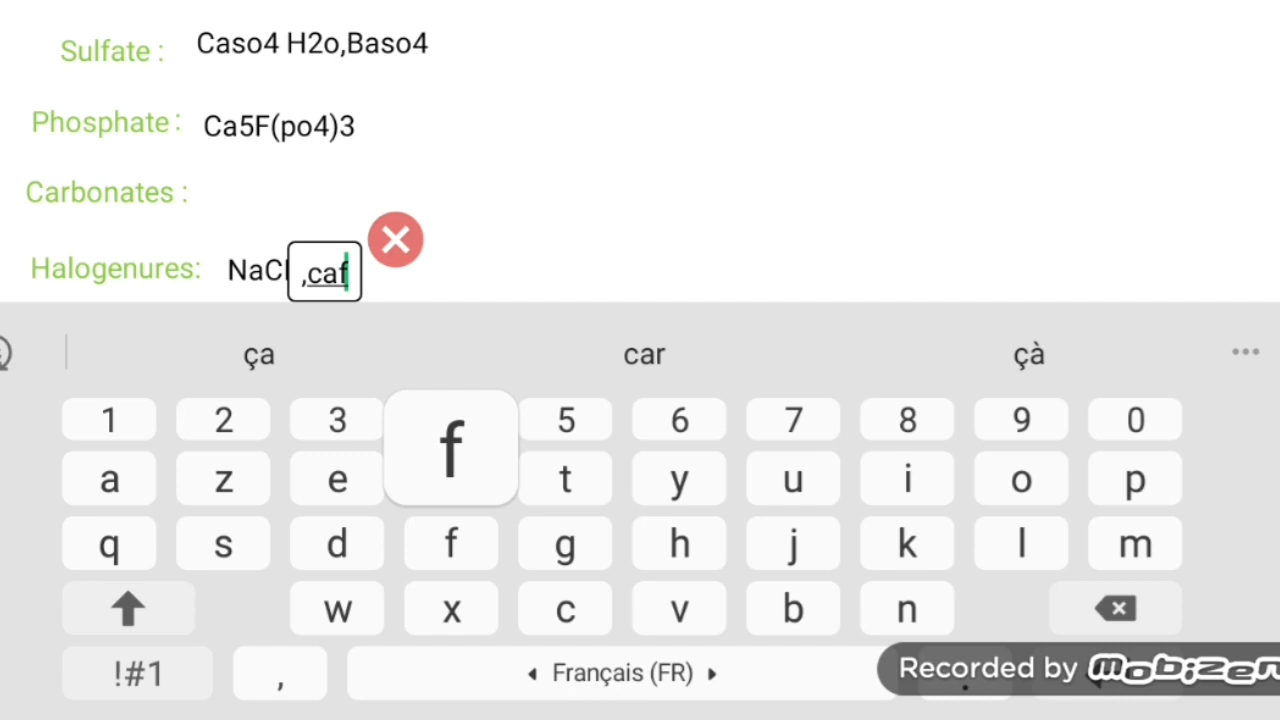 Sulfate : Caso4 H2o,Baso4
Phosphate : Ca5F(po4)3
Carbonates :
Halogenures: NaCl ,caf
ça car çà
1 2 3 5 6 7 8 9 0
f
a z e t y u i o p
q s d f g h j k l m
w x c v b n
!#1 , Français (FR) .
Recorded by mobizen